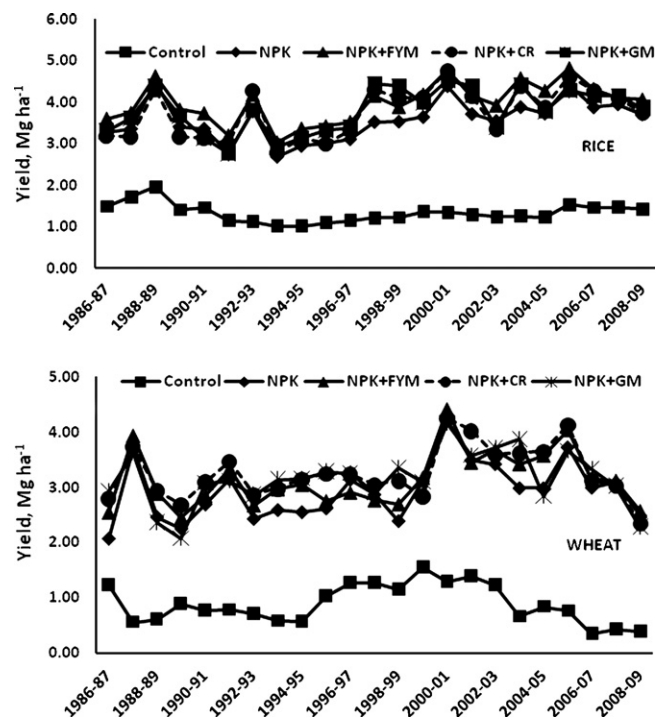 6.00
Control NPK NPK+FYM NPK+CR NPK+GM
5.00
4.00
3.00
RICE
2.00
1.00
0.00
Yield, Mg ha-1
1986-87 1988-89 1990-91 1992-93 1994-95 1996-97 1998-99 2000-01 2002-03 2004-05 2006-07 2008-09
5.00
Control NPK NPK+FYM NPK+CR NPK+GM
4.00
3.00
2.00
WHEAT
1.00
0.00
Yield, Mg ha-1
1986-87 1988-89 1990-91 1992-93 1994-95 1996-97 1998-99 2000-01 2002-03 2004-05 2006-07 2008-09